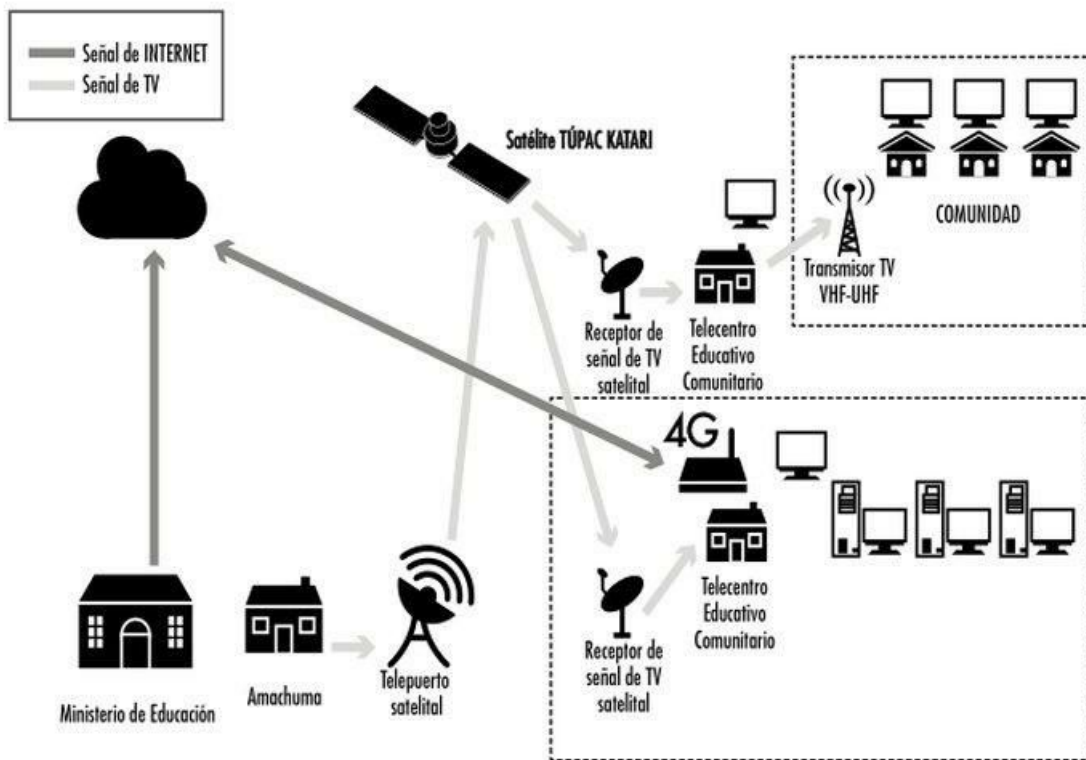 Señal de INTERNET
Señal de TV
Satélite TÚPAC KATARI
COMUNIDAD
Transmisor TV
VHF-UHF
Receptor de
señal de TV
satelital
Telecentro
Educativo
Comunitario
4G
Telecentro
Educativo
Comunitario
Receptor de
señal de TV
satelital
Ministerio de Educación
Amachuma
Telepuerto
satelital